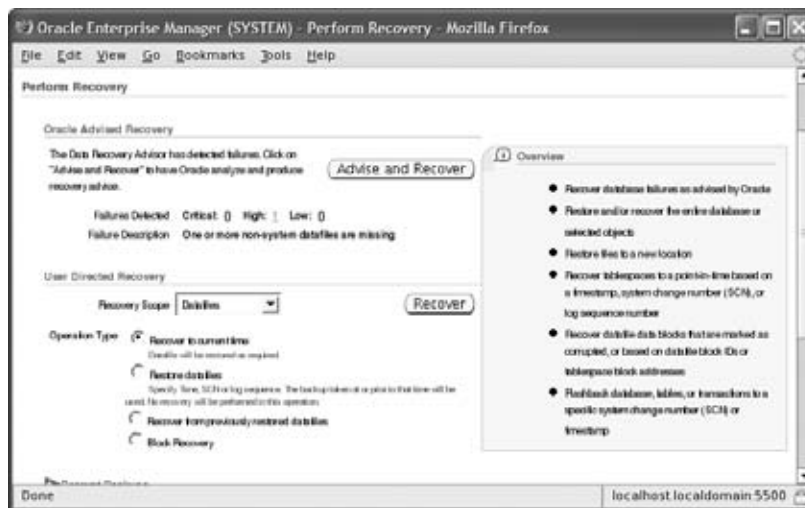 Oracle Enterprise Manager (SYSTEM) - Perform Recovery - Mozilla Firefox
File Edit View Go Bookmarks Tools Help
Perform Recovery
Oracle Advised Recovery
The Data Recovery Advisor has detected failures. Click on
"Advise and Recover" to have Oracle analyze and produce
recovery advice.
Advise and Recover
Failures Detected Critical: 0 High: 1 Low: 0
Failure Description One or more non-system datafiles are missing
User Directed Recovery
Recovery Scope Datafiles
Recover
Operation Type Recover to current time
Datafile will be restored as required.
Restore datafiles
Specify Time, SCN or log sequence. The backup taken at or prior to that time will be
used. No recovery will be performed in this operation.
Recover from previously restored datafiles
Block Recovery
Overview
Recover database failures as advised by Oracle
Restore and/or recover the entire database or
selected objects
Restore files to a new location
Recover tablespaces to a point-in-time based on
a timestamp, system change number (SCN), or
log sequence number
Recover datafile data blocks that are marked as
corrupted, or based on datafile block IDs or
tablespace block addresses
Flashback database, tables, or transactions to a
specific system change number (SCN) or
timestamp
Done
localhost.localdomain:5500